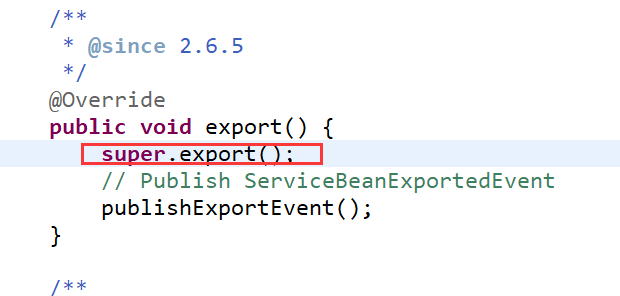 /**
* @since 2.6.5
*/
@Override
public void export() {
super.export();
// Publish ServiceBeanExportedEvent
publishExportEvent();
}
/**